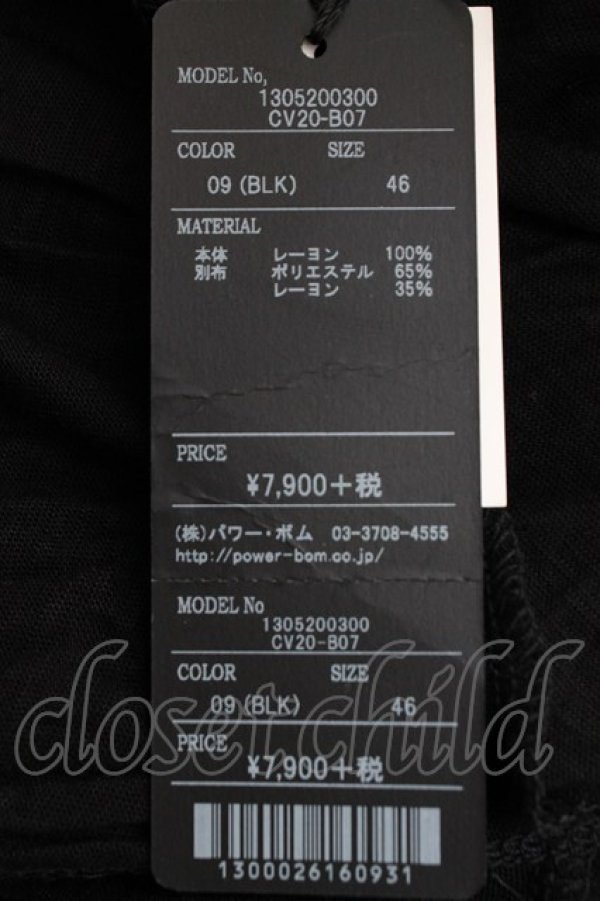 MODEL No,
1305200300
CV20-B07
COLOR SIZE
09 (BLK) 46
MATERIAL
本体 レーヨン 100%
別布 ポリエステル 65%
レーヨン 35%
PRICE
¥7,900+税
(株)パワー・ボム 03-3708-4555
http://power-bom.co.jp/
MODEL No
1305200300
CV20-B07
COLOR SIZE
09 (BLK) 46
closet child
PRICE
¥7,900+税
1300026160931